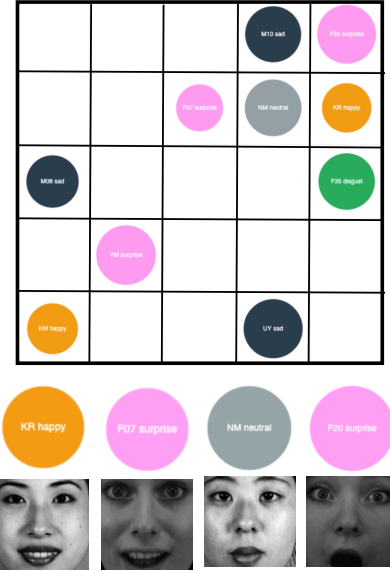 M10 sad
F20 surprise
F07 surprise
NM neutral
KR happy
M08 sad
F35 disgust
YM surprise
KM happy
UY sad
KR happy
F07 surprise
NM neutral
F20 surprise